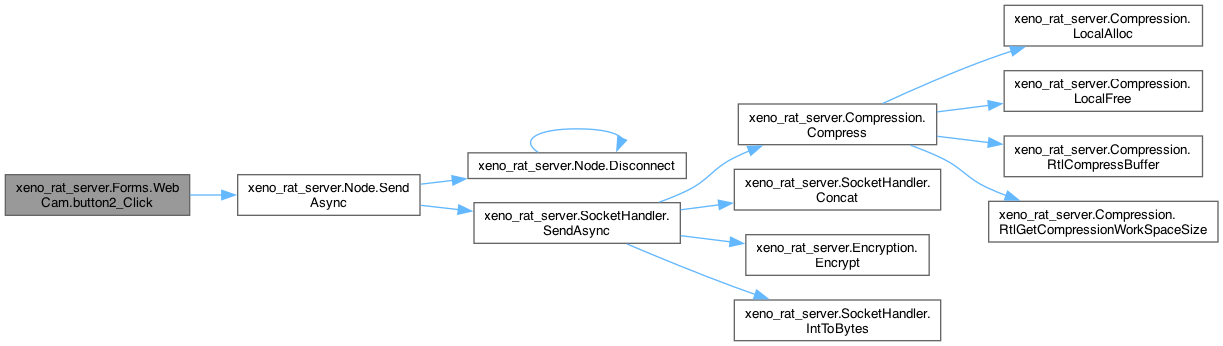 xeno_rat_server.Forms.Web
Cam.button2_Click
xeno_rat_server.Node.Send
Async
xeno_rat_server.Node.Disconnect
xeno_rat_server.SocketHandler.
SendAsync
xeno_rat_server.Compression.
Compress
xeno_rat_server.SocketHandler.
Concat
xeno_rat_server.Encryption.
Encrypt
xeno_rat_server.SocketHandler.
IntToBytes
xeno_rat_server.Compression.
LocalAlloc
xeno_rat_server.Compression.
LocalFree
xeno_rat_server.Compression.
RtlCompressBuffer
xeno_rat_server.Compression.
RtlGetCompressionWorkSpaceSize